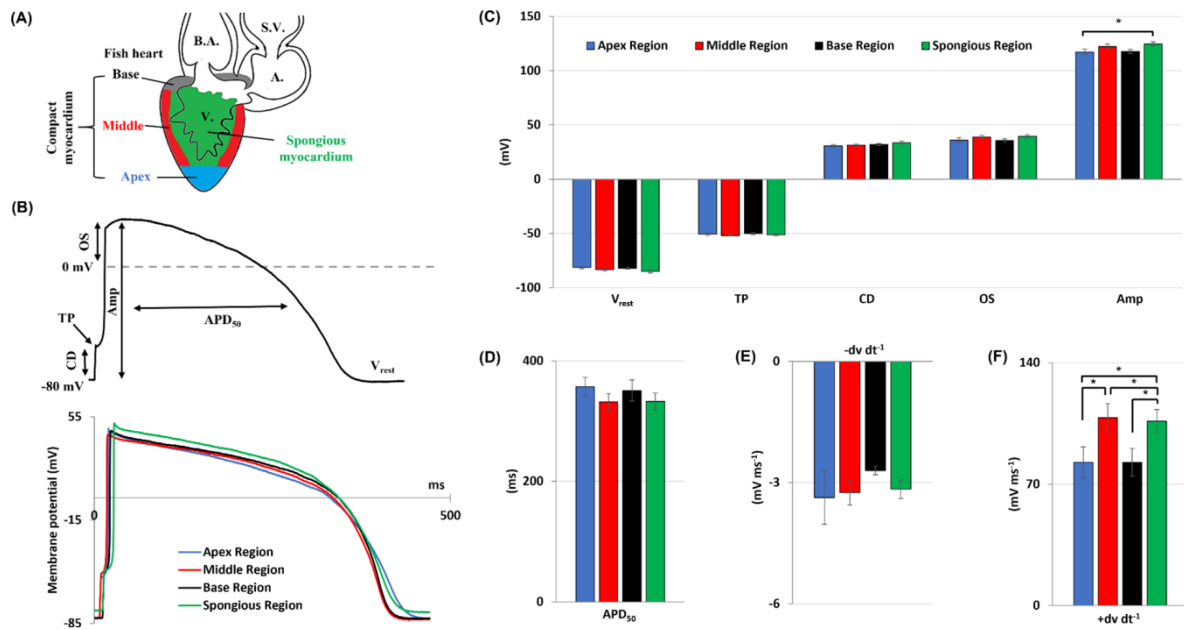 (A)
B.A.
S.V.
Fish heart
A.
Base
Compact
myocardium
Middle
V.
Spongious
myocardium
Apex
(B)
OS
0 mV
Amp
TP
APD50
CD
Vrest
-80 mV
55
Membrane potential (mV)
ms
0
500
-15
Apex Region
Middle Region
Base Region
Spongious Region
-85
(C)
150
*
Apex Region
Middle Region
Base Region
Spongious Region
100
50
(mV)
0
-50
-100
Vrest
TP
CD
OS
Amp
(D)
400
200
(ms)
0
APD50
(E)
-dv dt-1
0
(mV ms-1)
-3
-6
(F)
140
*
* *
*
(mV ms-1)
70
0
+dv dt-1